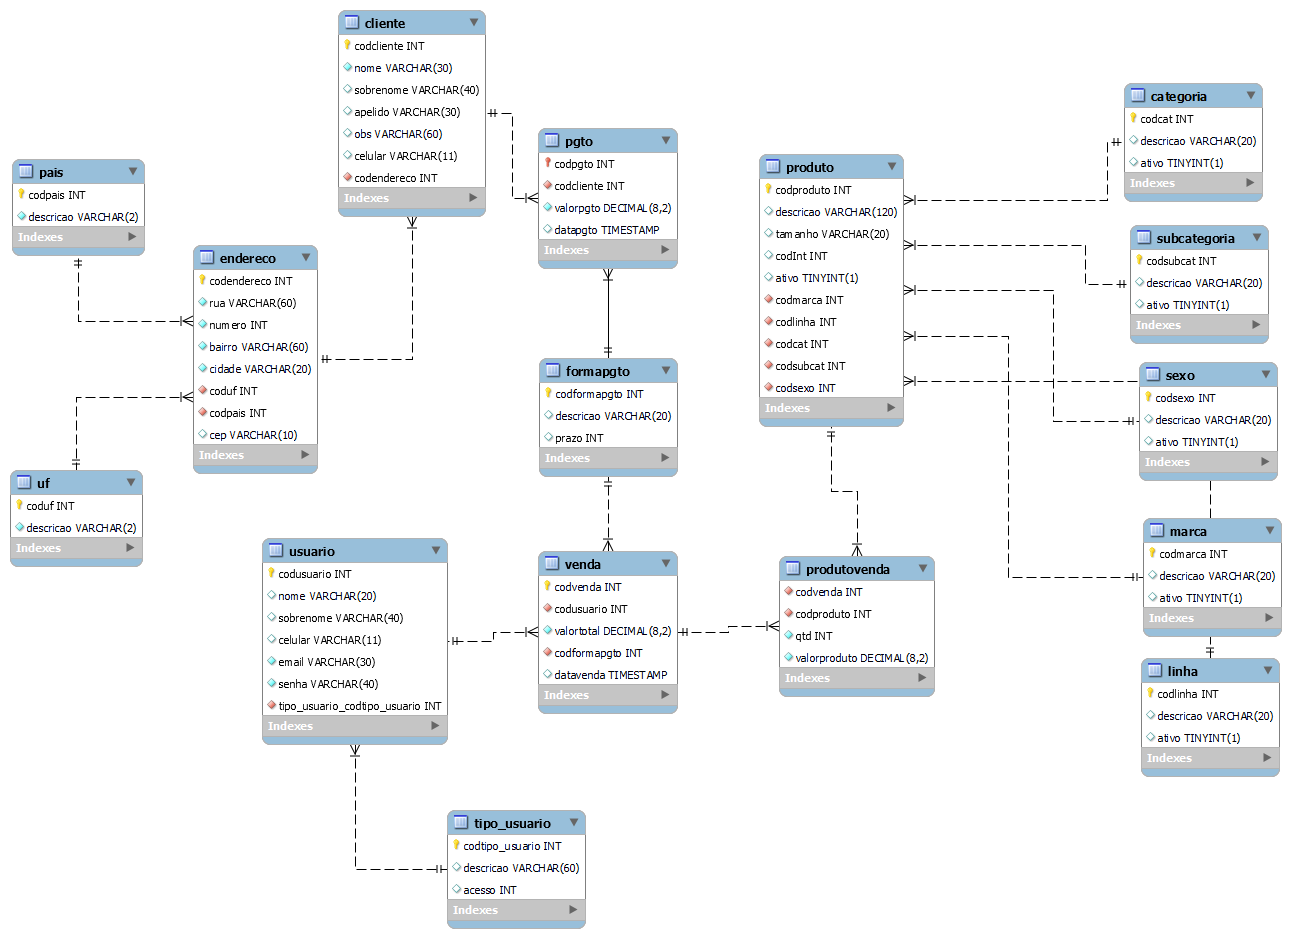 cliente
codcliente INT
nome VARCHAR(30)
sobrenome VARCHAR(40)
apelido VARCHAR(30)
obs VARCHAR(60)
celular VARCHAR(11)
codendereco INT
Indexes
pgto
codpgto INT
codcliente INT
valorpgto DECIMAL(8,2)
datapgto TIMESTAMP
Indexes
pais
codpais INT
descricao VARCHAR(2)
Indexes
endereco
codendereco INT
rua VARCHAR(60)
numero INT
bairro VARCHAR(60)
cidade VARCHAR(20)
coduf INT
codpais INT
cep VARCHAR(10)
Indexes
uf
coduf INT
descricao VARCHAR(2)
Indexes
formapgto
codformapgto INT
descricao VARCHAR(20)
prazo INT
Indexes
usuario
codusuario INT
nome VARCHAR(20)
sobrenome VARCHAR(40)
celular VARCHAR(11)
email VARCHAR(30)
senha VARCHAR(40)
tipo_usuario_codtipo_usuario INT
Indexes
venda
codvenda INT
codusuario INT
valortotal DECIMAL(8,2)
codformapgto INT
datavenda TIMESTAMP
Indexes
tipo_usuario
codtipo_usuario INT
descricao VARCHAR(60)
acesso INT
Indexes
produto
codproduto INT
descricao VARCHAR(120)
tamanho VARCHAR(20)
codInt INT
ativo TINYINT(1)
codmarca INT
codlinha INT
codcat INT
codsubcat INT
codsexo INT
Indexes
produtovenda
codvenda INT
codproduto INT
qtd INT
valorproduto DECIMAL(8,2)
Indexes
categoria
codcat INT
descricao VARCHAR(20)
ativo TINYINT(1)
Indexes
subcategoria
codsubcat INT
descricao VARCHAR(20)
ativo TINYINT(1)
Indexes
sexo
codsexo INT
descricao VARCHAR(20)
ativo TINYINT(1)
Indexes
marca
codmarca INT
descricao VARCHAR(20)
ativo TINYINT(1)
Indexes
linha
codlinha INT
descricao VARCHAR(20)
ativo TINYINT(1)
Indexes